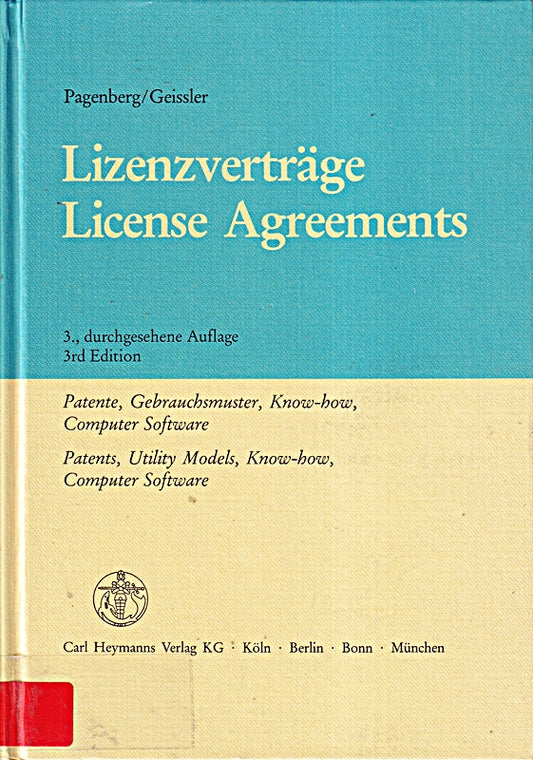 Pagenberg/Geissler
Lizenzverträge
License Agreements
3., durchgesehene Auflage
3rd Edition
Patente, Gebrauchsmuster, Know-how,
Computer Software
Patents, Utility Models, Know-how,
Computer Software
Carl Heymanns Verlag KG · Köln · Berlin · Bonn · München